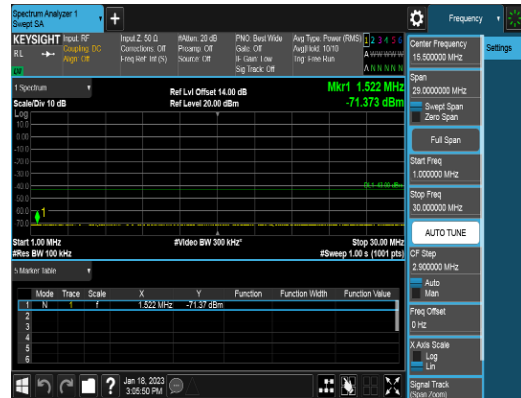 Spectrum Analyzer 1
Swept SA
+
Frequency
KEYSIGHT Input: RF
RL
Coupling: DC
Align: Off
Input Z: 50 Ω
Corrections: Off
Freq Ref: Int (S)
#Atten: 20 dB
Preamp: Off
Source: Off
PNO: Best Wide
Gate: Off
IF Gain: Low
Sig Track: Off
Avg Type: Power (RMS)
Avg|Hold: 10/10
Trig: Free Run
1 2 3 4 5 6
A W W W W W
A N N N N N
1 Spectrum
Scale/Div 10 dB
Ref Lvl Offset 14.00 dB
Ref Level 20.00 dBm
Mkr1 1.522 MHz
-71.373 dBm
Log
10.0
0.00
-10.0
-20.0
-30.0
-40.0
-50.0
-60.0
-70.0
DL1 -43.00 dBm
1
Start 1.00 MHz
#Res BW 100 kHz
#Video BW 300 kHz*
Stop 30.00 MHz
#Sweep 1.00 s (1001 pts)
5 Marker Table
Mode Trace Scale X Y Function Function Width Function Value
1 N 1 f 1.522 MHz -71.37 dBm
2
3
4
5
6
Jan 18, 2023
3:05:50 PM
Center Frequency
15.500000 MHz
Span
29.0000000 MHz
Swept Span
Zero Span
Full Span
Start Freq
1.000000 MHz
Stop Freq
30.000000 MHz
AUTO TUNE
CF Step
2.900000 MHz
Auto
Man
Freq Offset
0 Hz
X Axis Scale
Log
Lin
Signal Track
(Span Zoom)
Settings